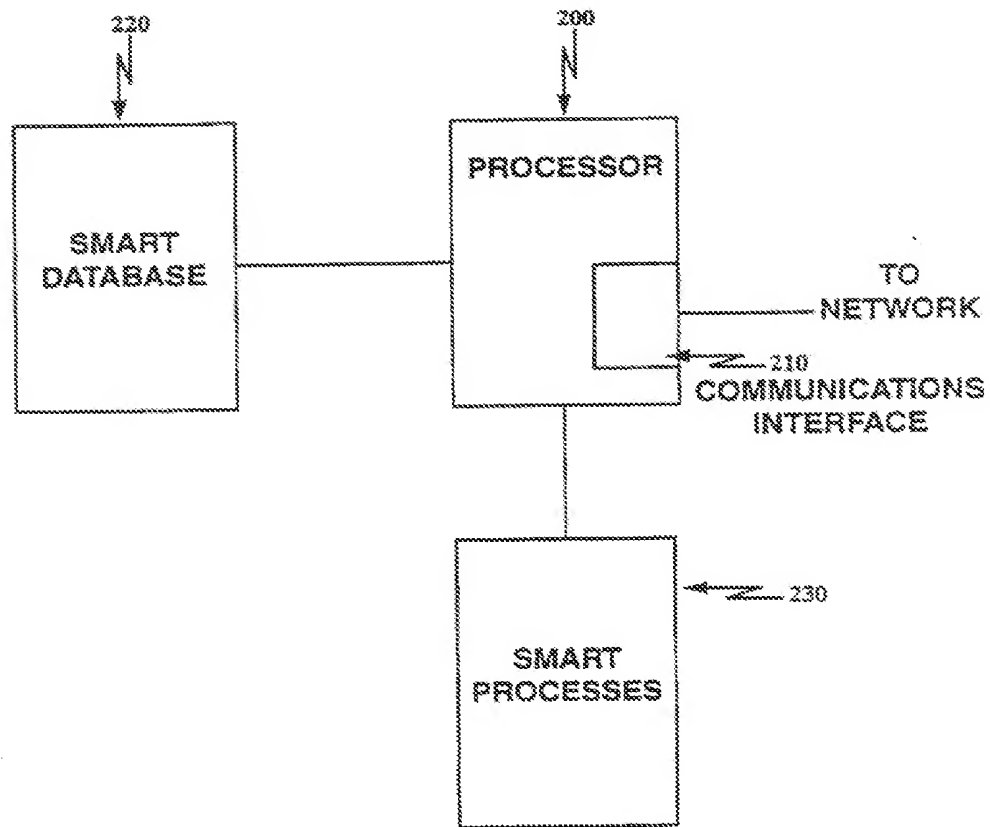 220
200
PROCESSOR
SMART
DATABASE
TO
NETWORK
210
COMMUNICATIONS
INTERFACE
230
SMART
PROCESSES